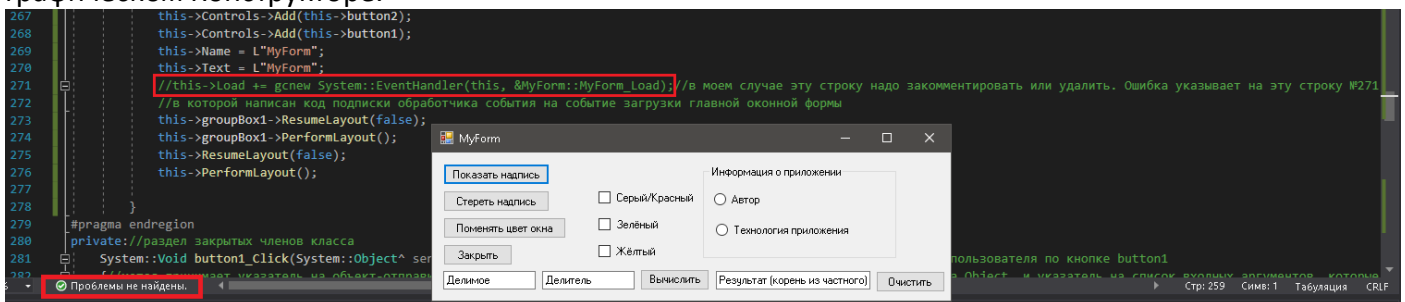 графическом конструкторе.
267 this->Controls->Add(this->button2);
268 this->Controls->Add(this->button1);
269 this->Name = L"MyForm";
270 this->Text = L"MyForm";
271 //this->Load += gcnew System::EventHandler(this, &MyForm::MyForm_Load);//в моем случае эту строку надо закомментировать или удалить. Ошибка указывает на эту строку №271
272 //в которой написан код подписки обработчика события на событие загрузки главной оконной формы
273 this->groupBox1->ResumeLayout(false);
274 this->groupBox1->PerformLayout();
275 this->ResumeLayout(false);
276 this->PerformLayout();
277
278 }
279 #pragma endregion
280 private://раздел закрытых членов класса
281 System::Void button1_Click(System::Object^ ser
пользователя по кнопке button1
282
Object, и указатель на список входных аргументов, которые
MyForm
Показать надпись
Информация о приложении
Стереть надпись
Серый/Красный
Автор
Поменять цвет окна
Зелёный
Технология приложения
Закрыть
Жёлтый
Делимое
Делитель
Вычислить
Результат (корень из частного)
Очистить
Проблемы не найдены.
Стр: 259 Симв: 1 Табуляция CRLF